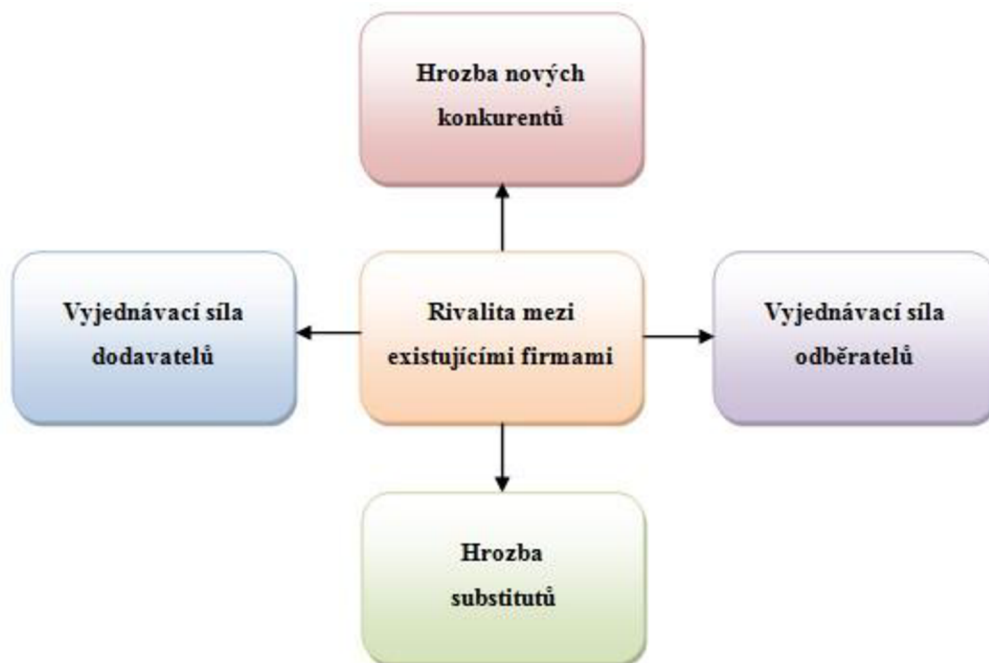 Hrozba nových
konkurentů
Vyjednávací síla
dodavatelů
Rivalita mezi
existujícími firmami
Vyjednávací síla
odběratelů
Hrozba
substitutů